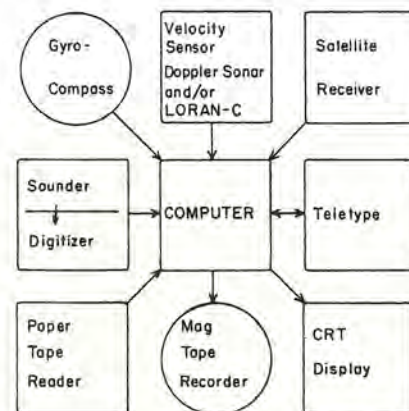 Gyro-
Compass
Velocity
Sensor
Doppler Sonar
and/or
LORAN-C
Satellite
Receiver
Sounder
Digitizer
COMPUTER
Teletype
Paper
Tape
Reader
Mag
Tape
Recorder
CRT
Display